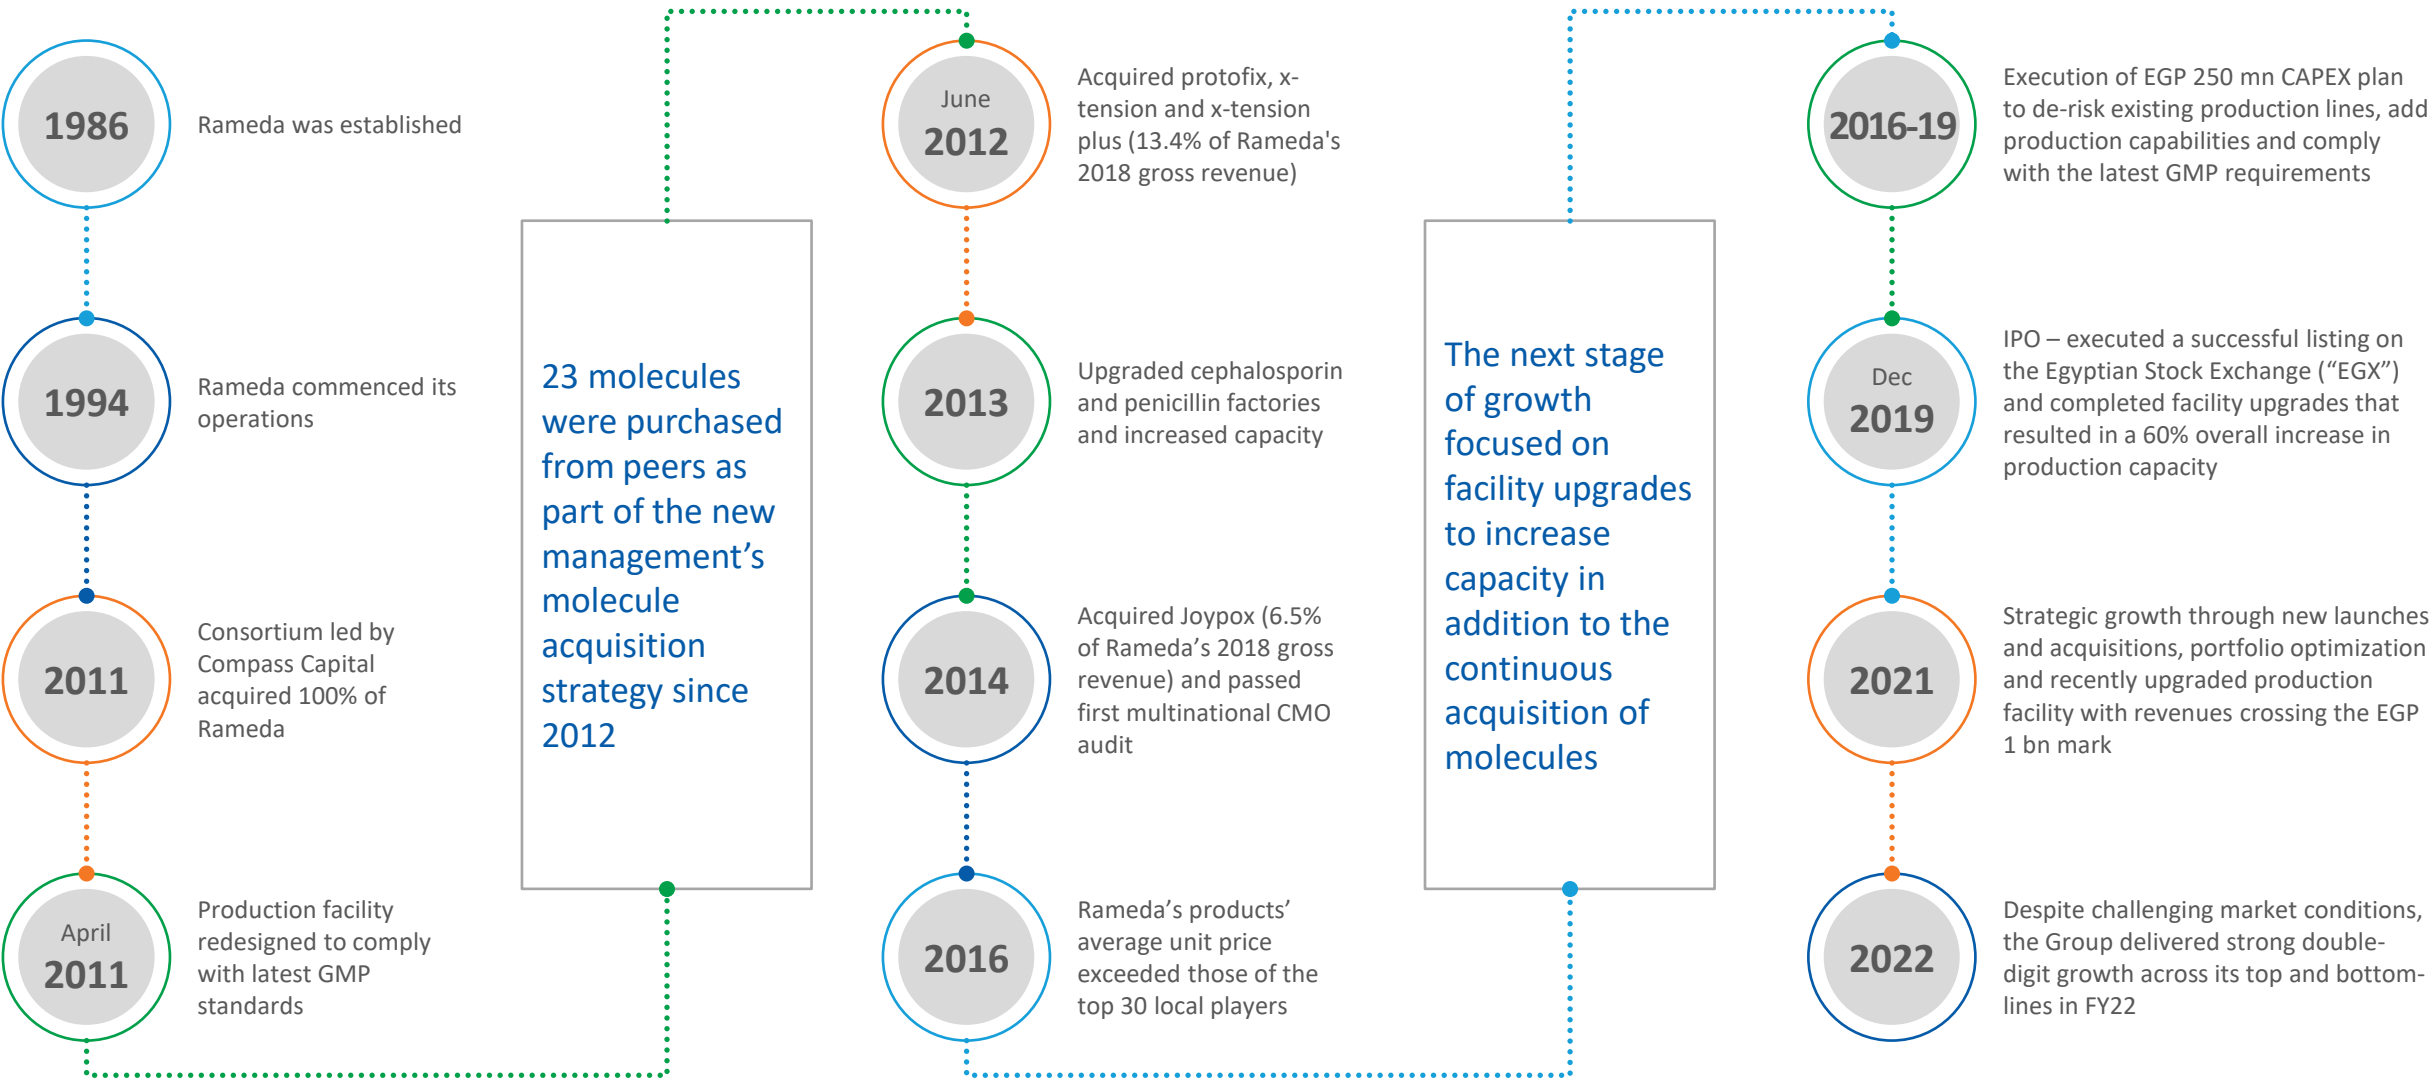 1986
Rameda was established
1994
Rameda commenced its
operations
2011
Consortium led by
Compass Capital
acquired 100% of
Rameda
April
2011
Production facility
redesigned to comply
with latest GMP
standards
23 molecules
were purchased
from peers as
part of the new
management’s
molecule
acquisition
strategy since
2012
June
2012
Acquired protofix, x-
tension and x-tension
plus (13.4% of Rameda's
2018 gross revenue)
2013
Upgraded cephalosporin
and penicillin factories
and increased capacity
2014
Acquired Joypox (6.5%
of Rameda’s 2018 gross
revenue) and passed
first multinational CMO
audit
2016
Rameda’s products’
average unit price
exceeded those of the
top 30 local players
The next stage
of growth
focused on
facility upgrades
to increase
capacity in
addition to the
continuous
acquisition of
molecules
2016-19
Execution of EGP 250 mn CAPEX plan
to de-risk existing production lines, add
production capabilities and comply
with the latest GMP requirements
Dec
2019
IPO – executed a successful listing on
the Egyptian Stock Exchange (“EGX”)
and completed facility upgrades that
resulted in a 60% overall increase in
production capacity
2021
Strategic growth through new launches
and acquisitions, portfolio optimization
and recently upgraded production
facility with revenues crossing the EGP
1 bn mark
2022
Despite challenging market conditions,
the Group delivered strong double-
digit growth across its top and bottom-
lines in FY22